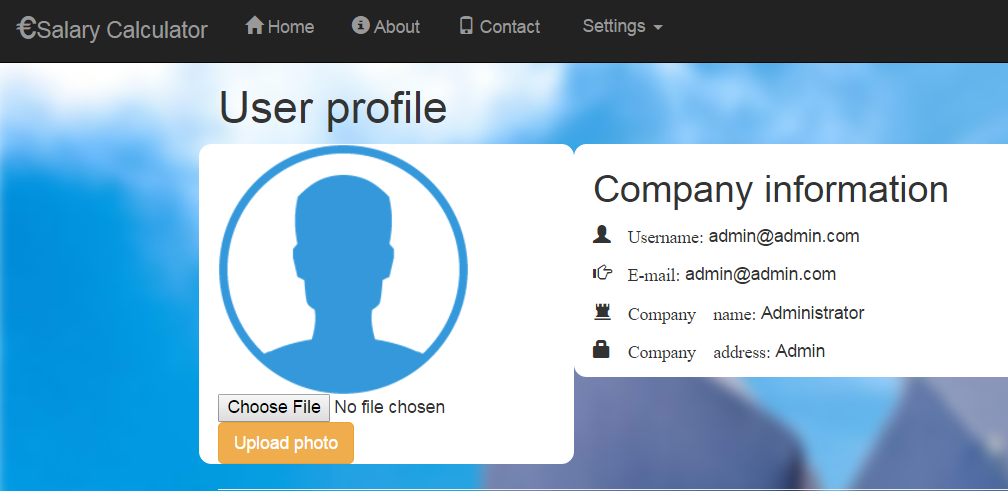 €Salary Calculator Home About Contact Settings
User profile
Company information
Username: admin@admin.com
E-mail: admin@admin.com
Company name: Administrator
Company address: Admin
Choose File No file chosen
Upload photo